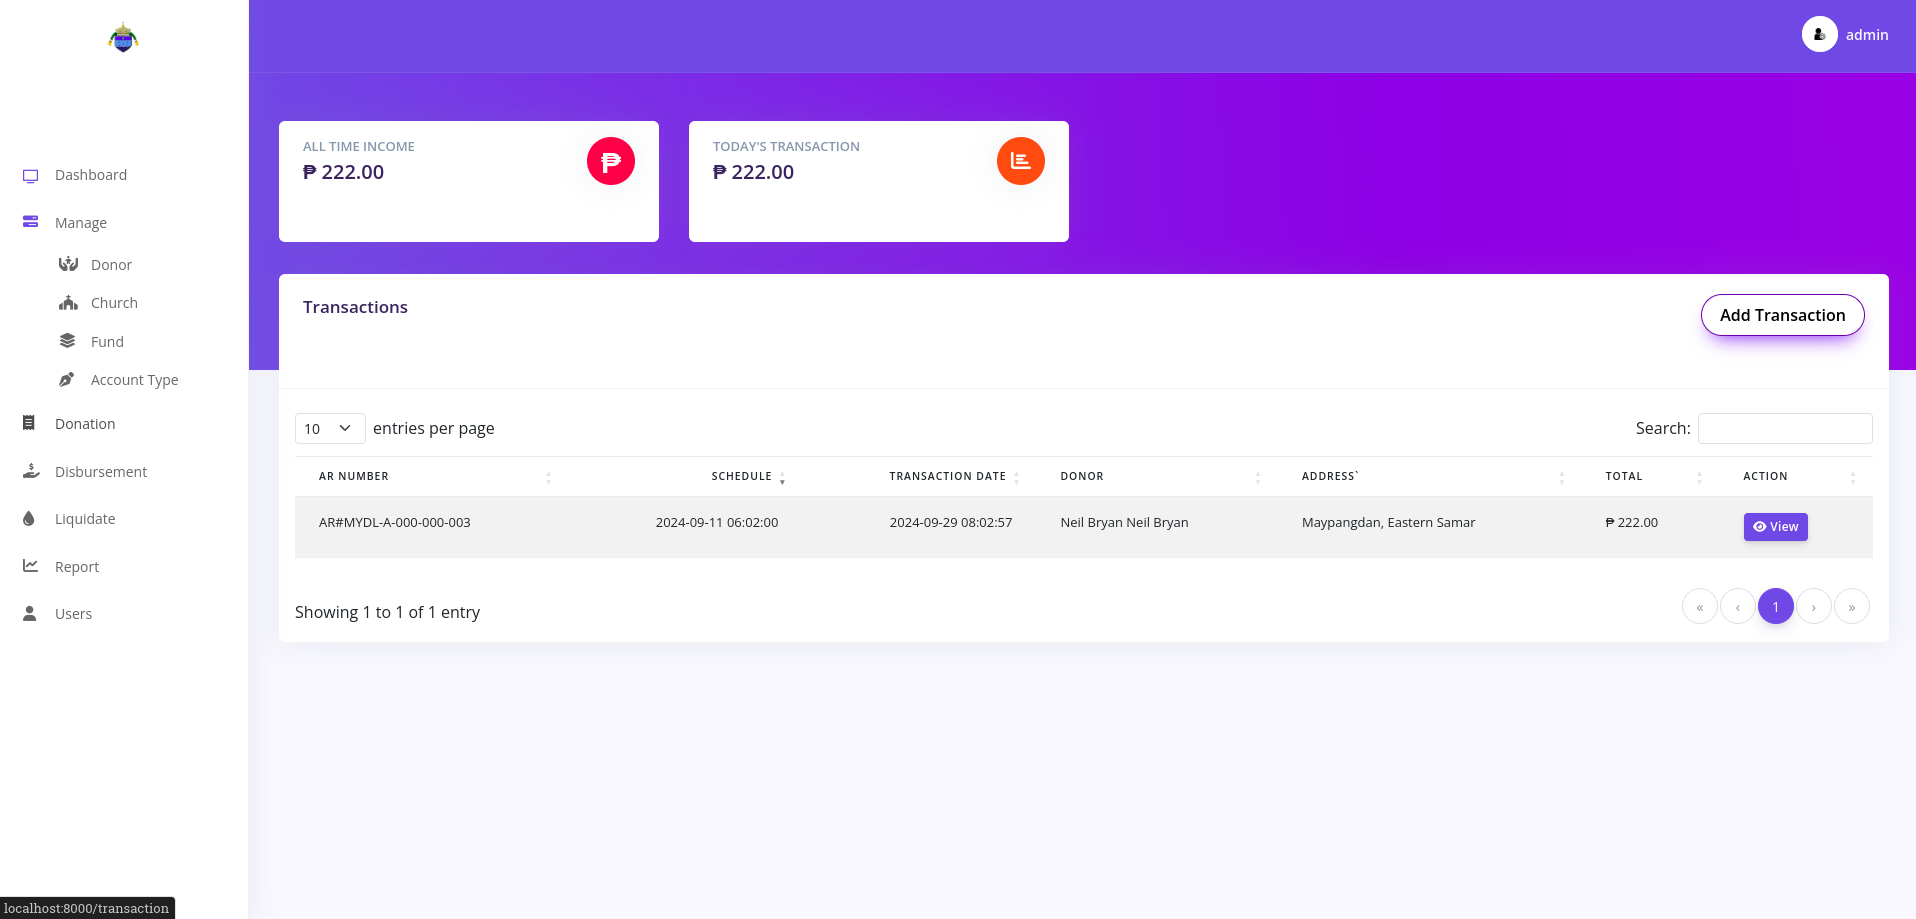 admin
ALL TIME INCOME
₱ 222.00
TODAY'S TRANSACTION
₱ 222.00
Dashboard
Manage
Donor
Church
Fund
Account Type
Donation
Disbursement
Liquidate
Report
Users
Transactions
Add Transaction
10 entries per page
Search:
AR NUMBER SCHEDULE TRANSACTION DATE DONOR ADDRESS` TOTAL ACTION
AR#MYDL-A-000-000-003 2024-09-11 06:02:00 2024-09-29 08:02:57 Neil Bryan Neil Bryan Maypangdan, Eastern Samar ₱ 222.00 View
Showing 1 to 1 of 1 entry
« ‹ 1 › »
localhost:8000/transaction